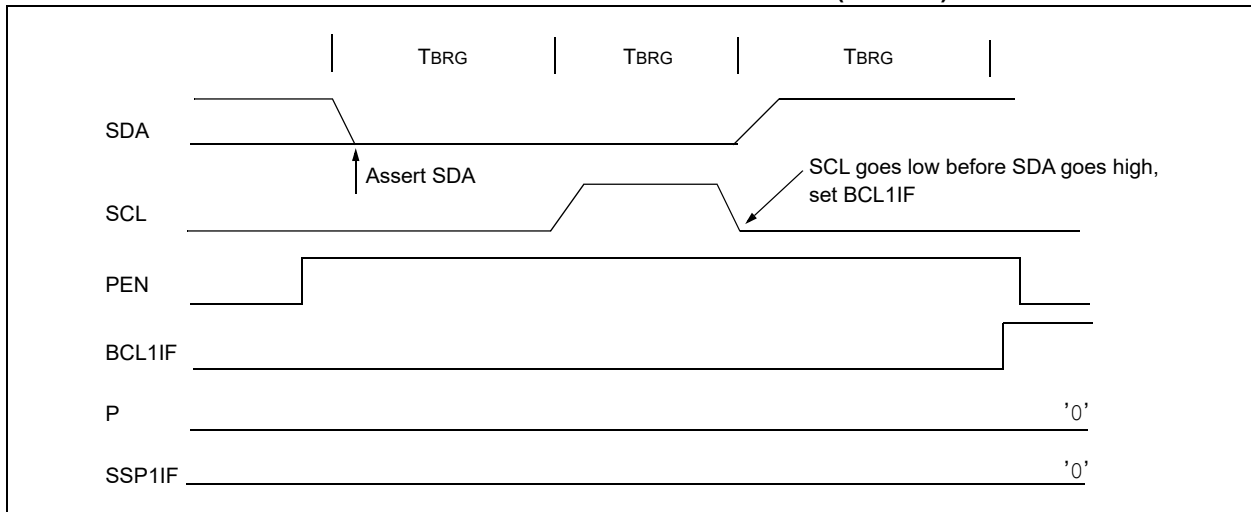 TBRG TBRG TBRG
SDA
Assert SDA
SCL goes low before SDA goes high,
set BCL1IF
SCL
PEN
BCL1IF
P '0'
SSP1IF '0'